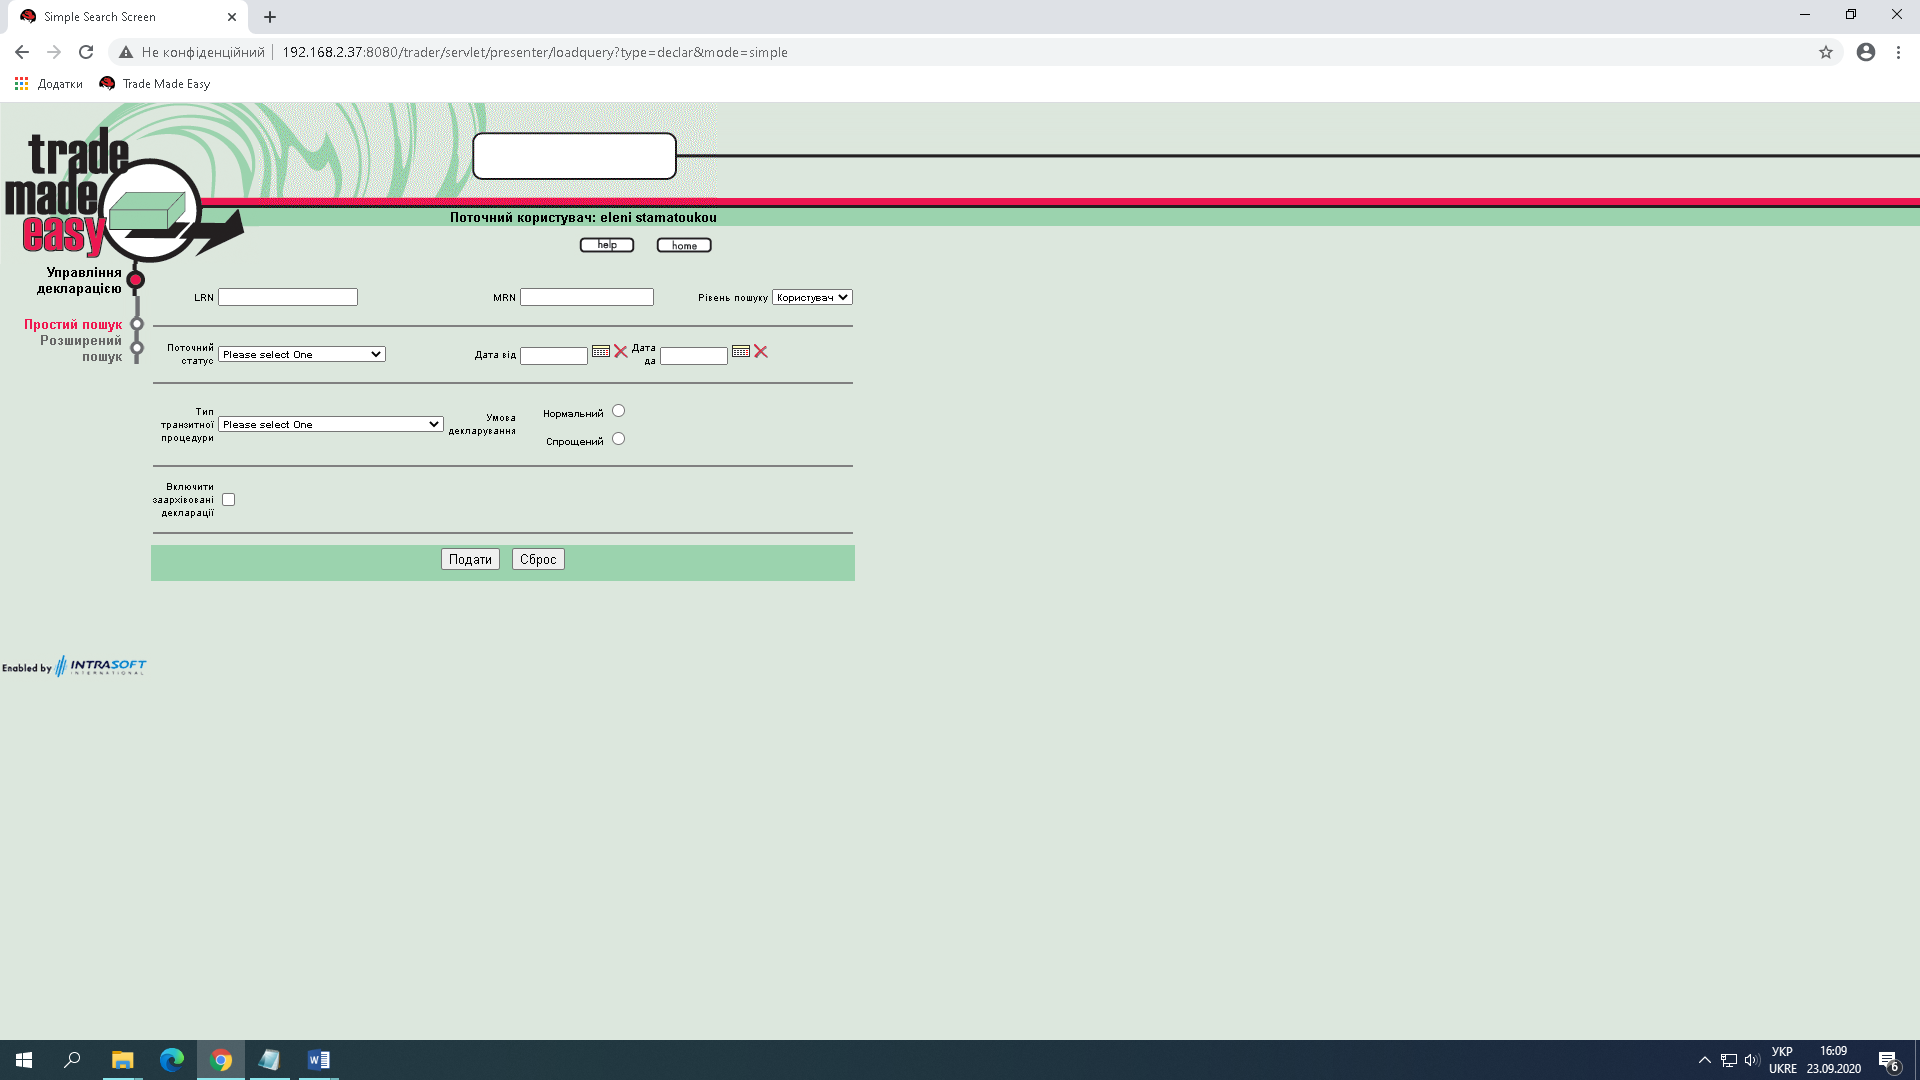 Simple Search Screen
Не конфіденційний 192.168.2.37:8080/trader/servlet/presenter/loadquery?type=declar&mode=simple
Додатки Trade Made Easy
trade
made
easy
Поточний користувач: eleni stamatoukou
help home
Управління
декларацією
Простий пошук
Розширений
пошук
LRN MRN Рівень пошуку Користувач
Поточний
статус Please select One Дата від Дата
да
Тип
транзитної
процедури Please select One Умова
декларування Нормальний
Спрощений
Включити
заархівовані
декларації
Подати Сброс
Enabled by INTRASOFT
INTERNATIONAL
УКР 16:09
UKRE 23.09.2020 6